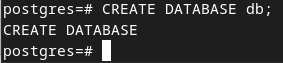 postgres=# CREATE DATABASE db;
CREATE DATABASE
postgres=#